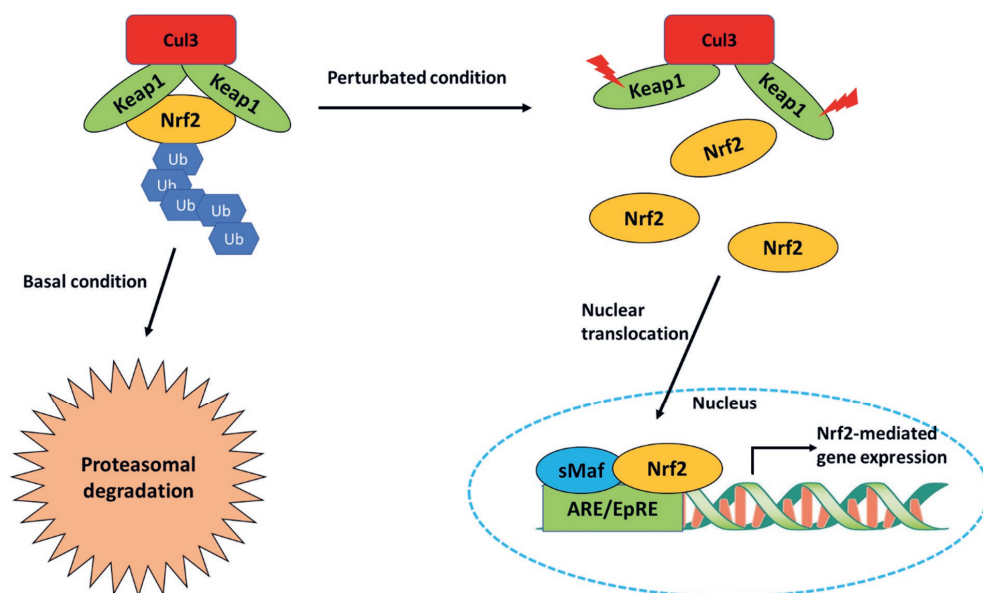 Cul3
Keap1
Keap1
Nrf2
Ub
Ub
Ub
Ub
Ub
Basal condition
Proteasomal
degradation
Perturbated condition
Cul3
Keap1
Keap1
Nrf2
Nrf2
Nrf2
Nuclear
translocation
Nucleus
sMaf
Nrf2
ARE/EpRE
Nrf2-mediated
gene expression